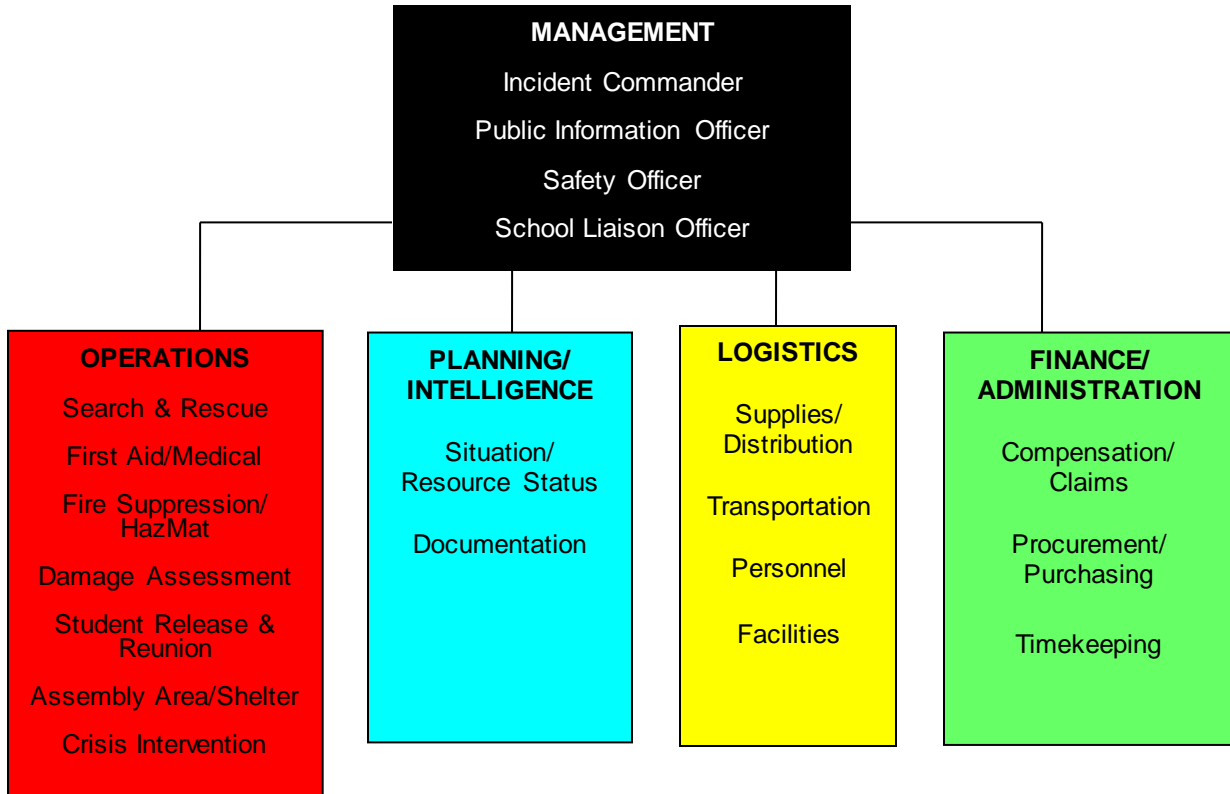 MANAGEMENT
Incident Commander
Public Information Officer
Safety Officer
School Liaison Officer
OPERATIONS
Search & Rescue
First Aid/Medical
Fire Suppression/
HazMat
Damage Assessment
Student Release &
Reunion
Assembly Area/Shelter
Crisis Intervention
PLANNING/
INTELLIGENCE
Situation/
Resource Status
Documentation
LOGISTICS
Supplies/
Distribution
Transportation
Personnel
Facilities
FINANCE/
ADMINISTRATION
Compensation/
Claims
Procurement/
Purchasing
Timekeeping